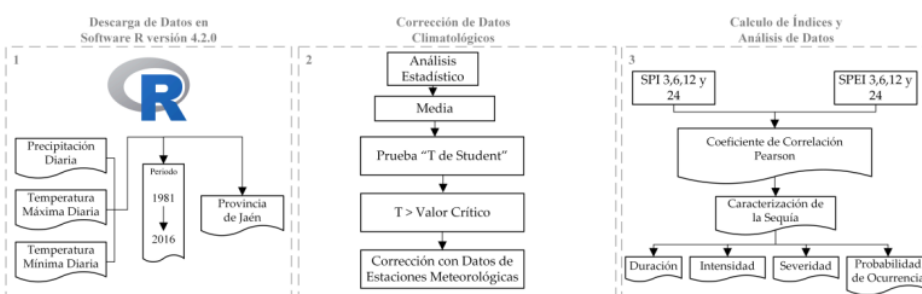 Descarga de Datos en
Software R versión 4.2.0
1
R
Precipitación
Diaria
Temperatura
Máxima Diaria
Temperatura
Mínima Diaria
Periodo
1981
2016
Provincia
de Jaén
Corrección de Datos
Climatológicos
2
Análisis
Estadístico
Media
Prueba “T de Student”
T > Valor Crítico
Corrección con Datos de
Estaciones Meteorológicas
Calculo de Índices y
Análisis de Datos
3
SPI 3,6,12 y
24
SPEI 3,6,12 y
24
Coeficiente de Correlación
Pearson
Caracterización de
la Sequía
Duración
Intensidad
Severidad
Probabilidad
de Ocurrencia